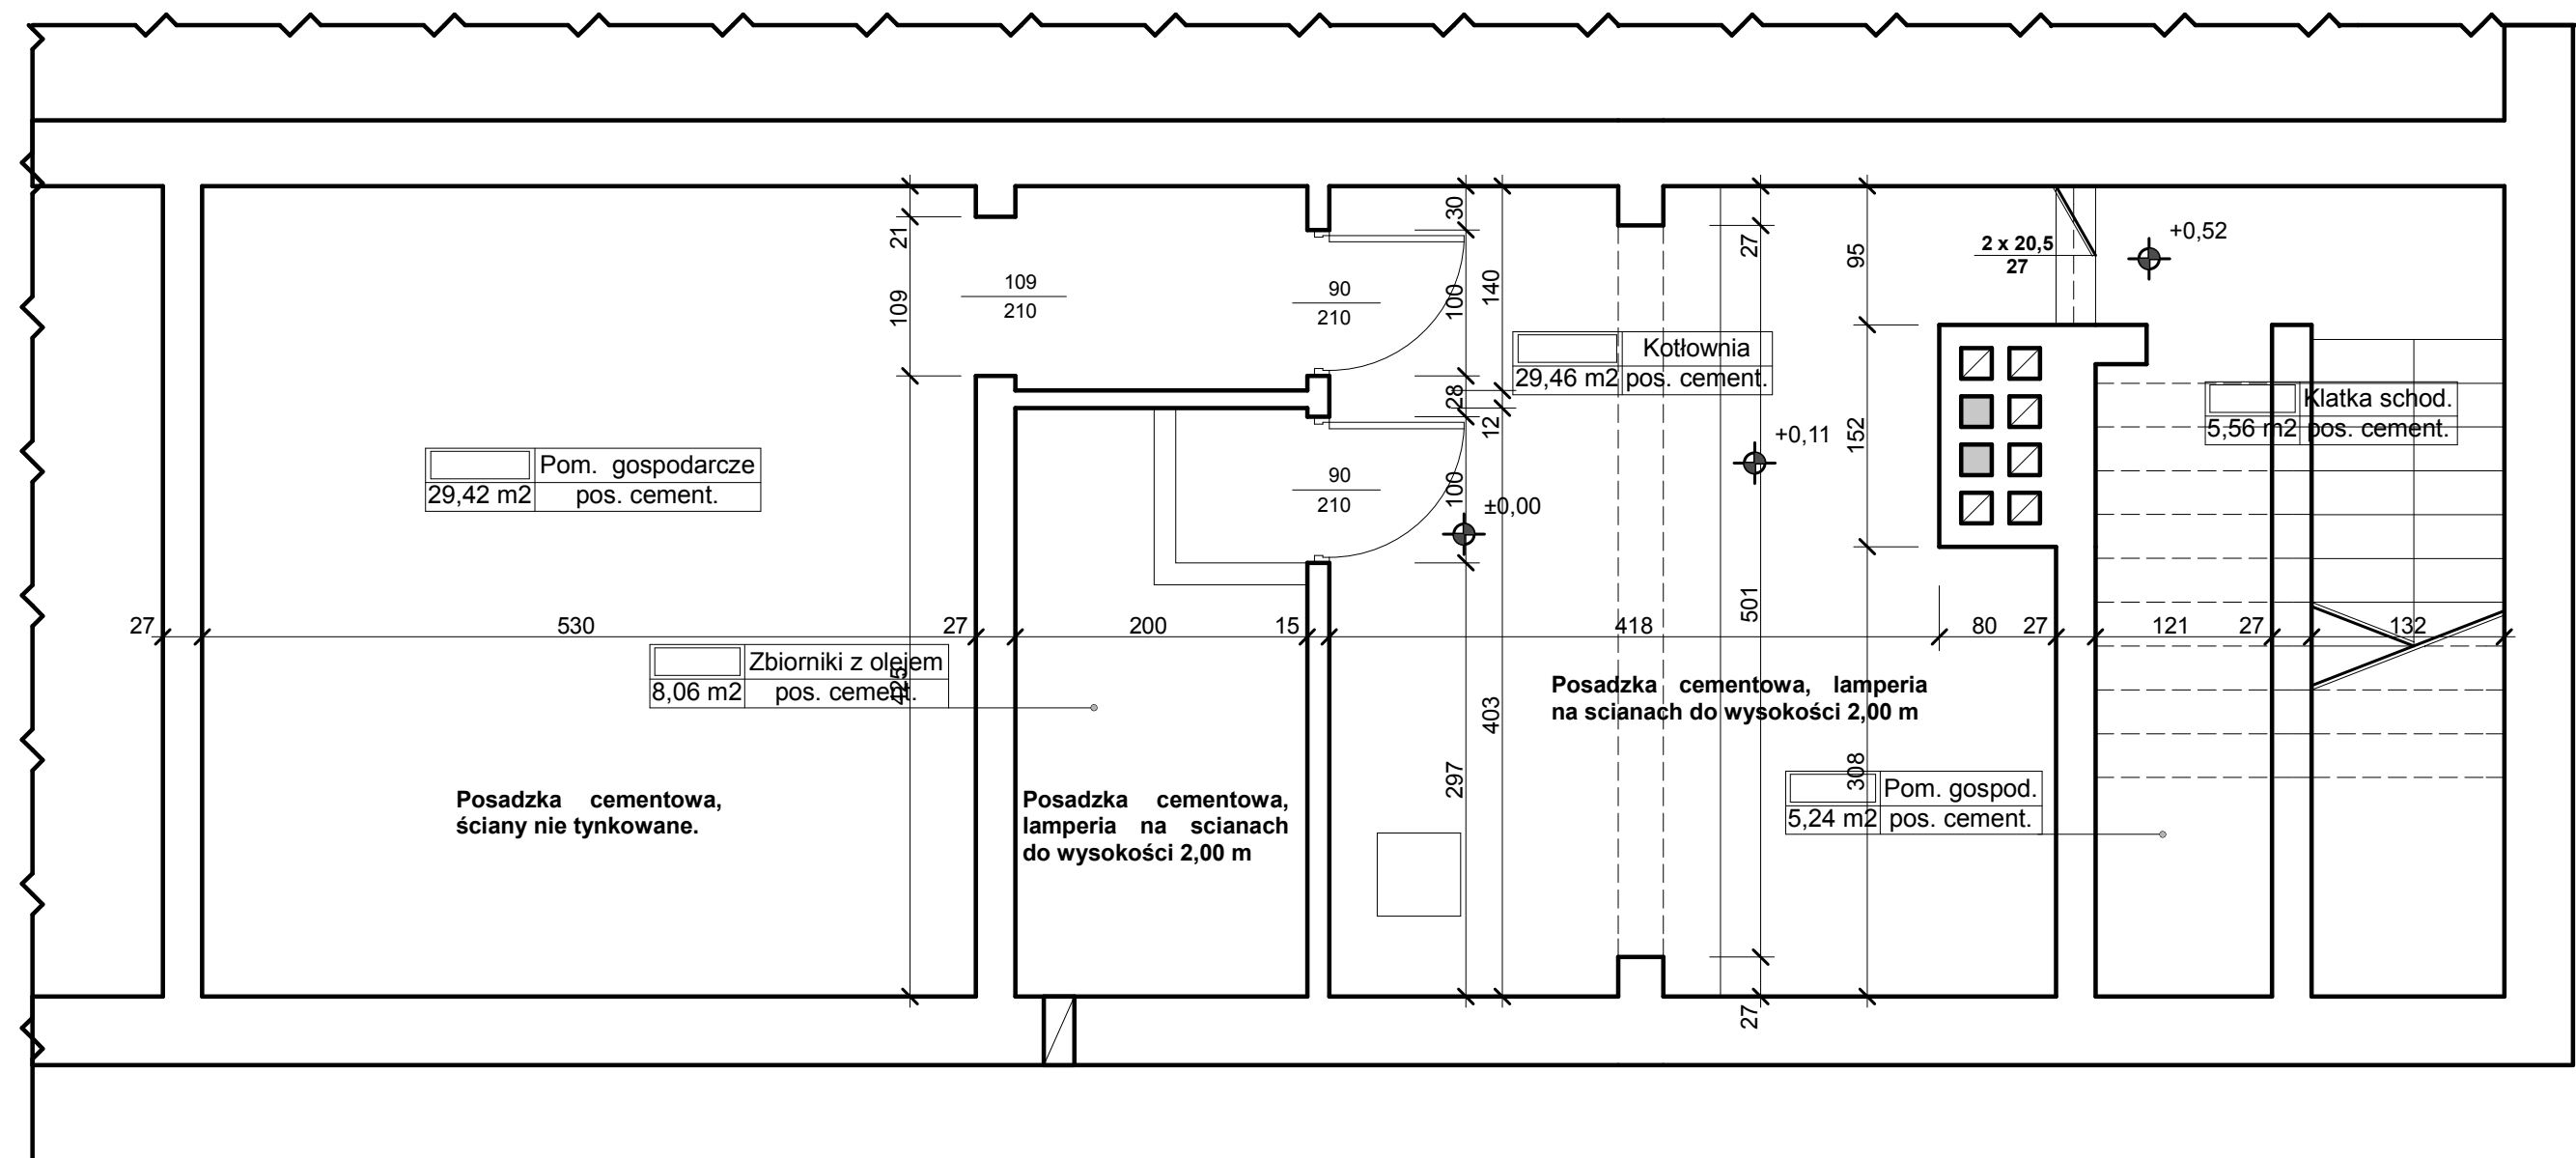 30
21
27
95
+0,52
2 x 20,5
27
109
210
109
90
210
100
140
Kotłownia
29,46 m2 pos. cement.
28
12
Klatka schod.
5,56 m2 pos. cement.
152
+0,11
Pom. gospodarcze
29,42 m2 pos. cement.
90
210
100
±0,00
27
530
27
200
15
418
501
80
27
121
27
132
Zbiorniki z olejem
8,06 m2 pos. cement.
425
403
Posadzka cementowa, lamperia
na scianach do wysokości 2,00 m
297
308
Pom. gospod.
5,24 m2 pos. cement.
Posadzka cementowa,
ściany nie tynkowane.
Posadzka cementowa,
lamperia na scianach
do wysokości 2,00 m
27